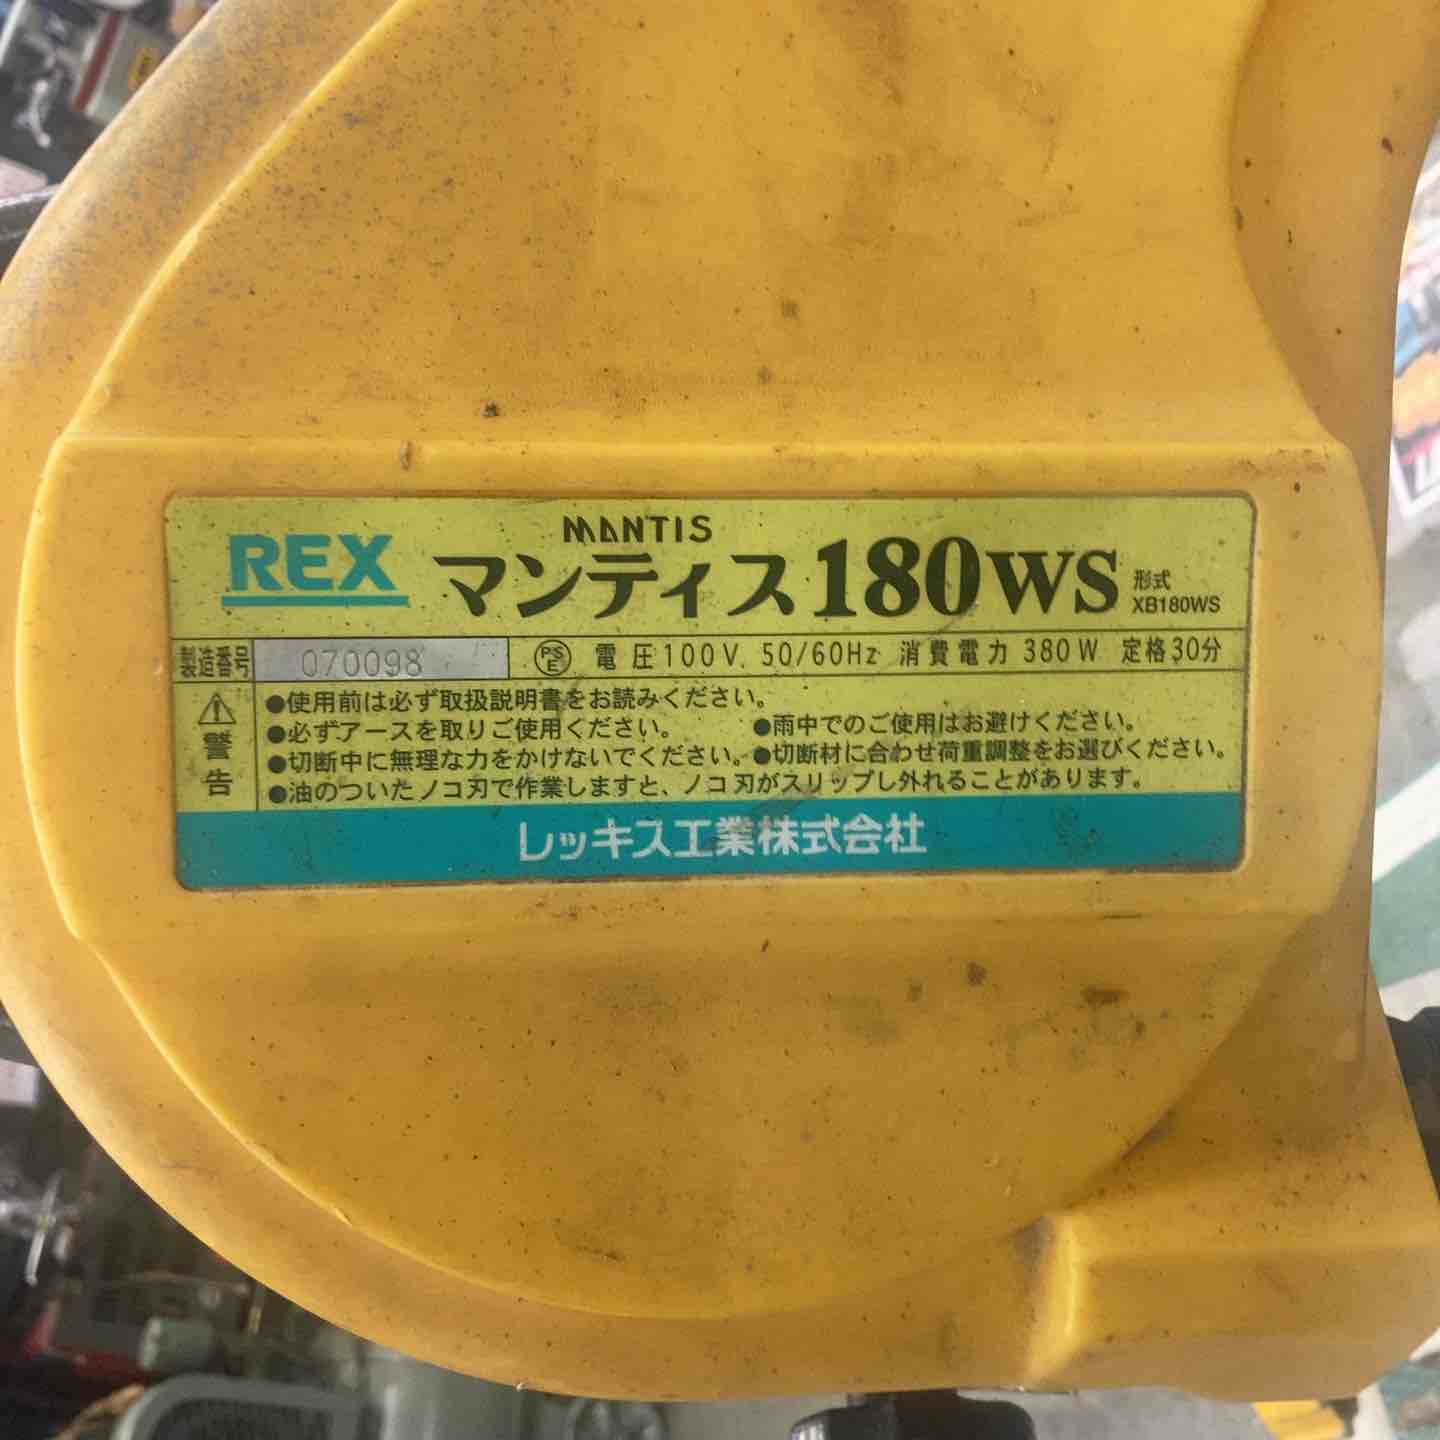 REX
MANTIS
マンティス180WS
形式
XB180WS
製造番号 070098 PSE 電圧100V, 50/60Hz 消費電力 380W 定格30分
警告
●使用前は必ず取扱説明書をお読みください。
●必ずアースを取りご使用ください。 ●雨中でのご使用はお避けください。
●切断中に無理な力をかけないでください。 ●切断材に合わせ荷重調整をお選びください。
●油のついたノコ刃で作業しますと、ノコ刃がスリップし外れることがあります。
レッキス工業株式会社